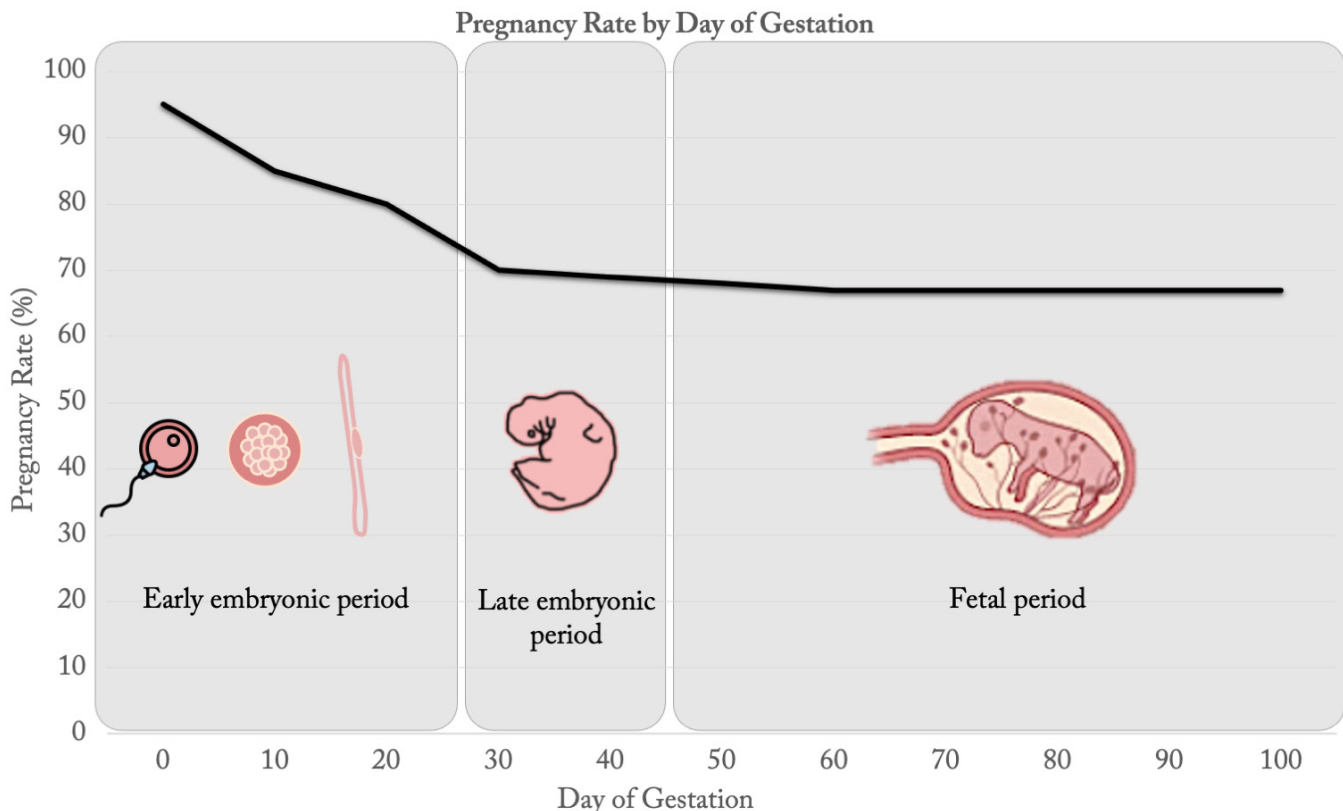 Pregnancy Rate by Day of Gestation
100
90
80
70
60
50
40
30
20
10
0
Pregnancy Rate (%)
Early embryonic period
Late embryonic
period
Fetal period
0 10 20 30 40 50 60 70 80 90 100
Day of Gestation